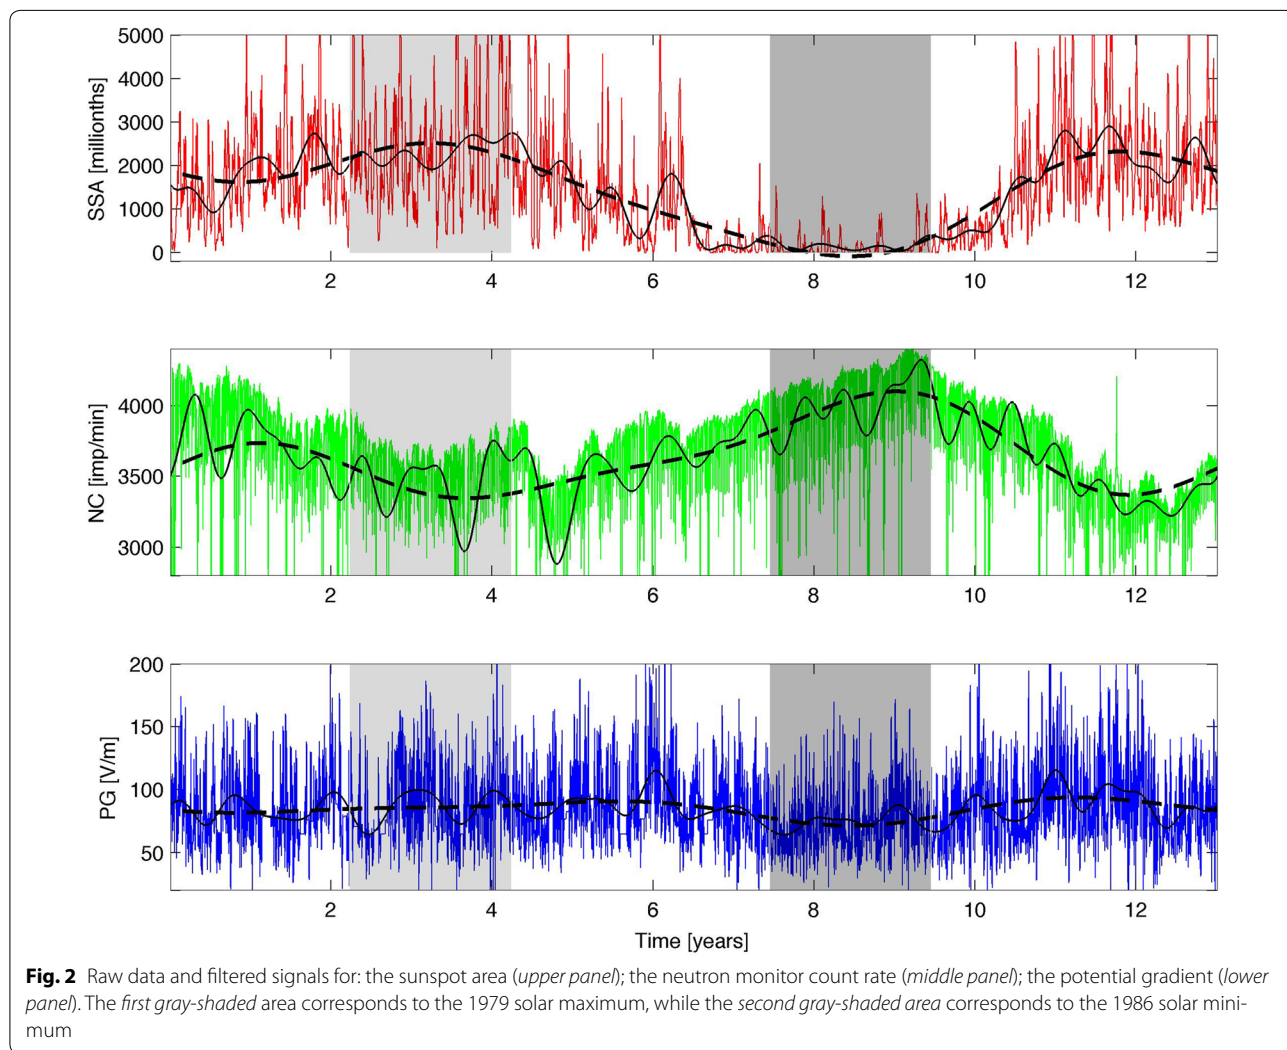 5000
4000
3000
2000
1000
0
SSA [millionths]
2 4 6 8 10 12
4000
3500
3000
NC [imp/min]
2 4 6 8 10 12
200
150
100
50
PG [V/m]
2 4 6 8 10 12
Time [years]
Fig. 2 Raw data and filtered signals for: the sunspot area (upper panel); the neutron monitor count rate (middle panel); the potential gradient (lower
panel). The first gray-shaded area corresponds to the 1979 solar maximum, while the second gray-shaded area corresponds to the 1986 solar mini-
mum